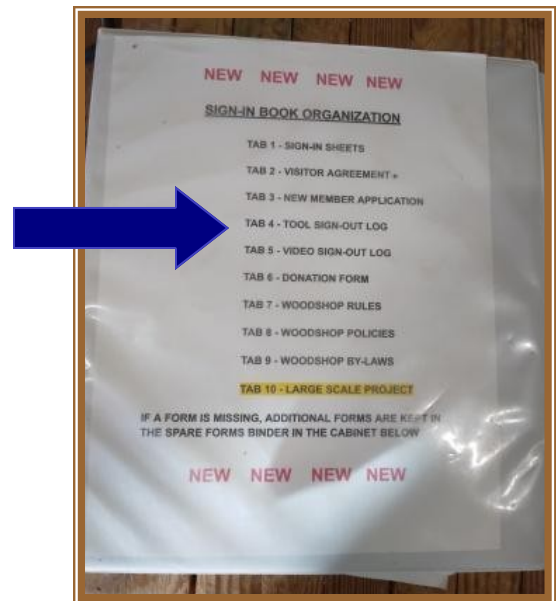 NEW NEW NEW NEW
SIGN-IN BOOK ORGANIZATION
TAB 1 - SIGN-IN SHEETS
TAB 2 - VISITOR AGREEMENT
TAB 3 - NEW MEMBER APPLICATION
TAB 4 - TOOL SIGN-OUT LOG
TAB 5 - VIDEO SIGN-OUT LOG
TAB 6 - DONATION FORM
TAB 7 - WOODSHOP RULES
TAB 8 - WOODSHOP POLICIES
TAB 9 - WOODSHOP BY-LAWS
TAB 10 - LARGE SCALE PROJECT
IF A FORM IS MISSING, ADDITIONAL FORMS ARE KEPT IN
THE SPARE FORMS BINDER IN THE CABINET BELOW
NEW NEW NEW NEW